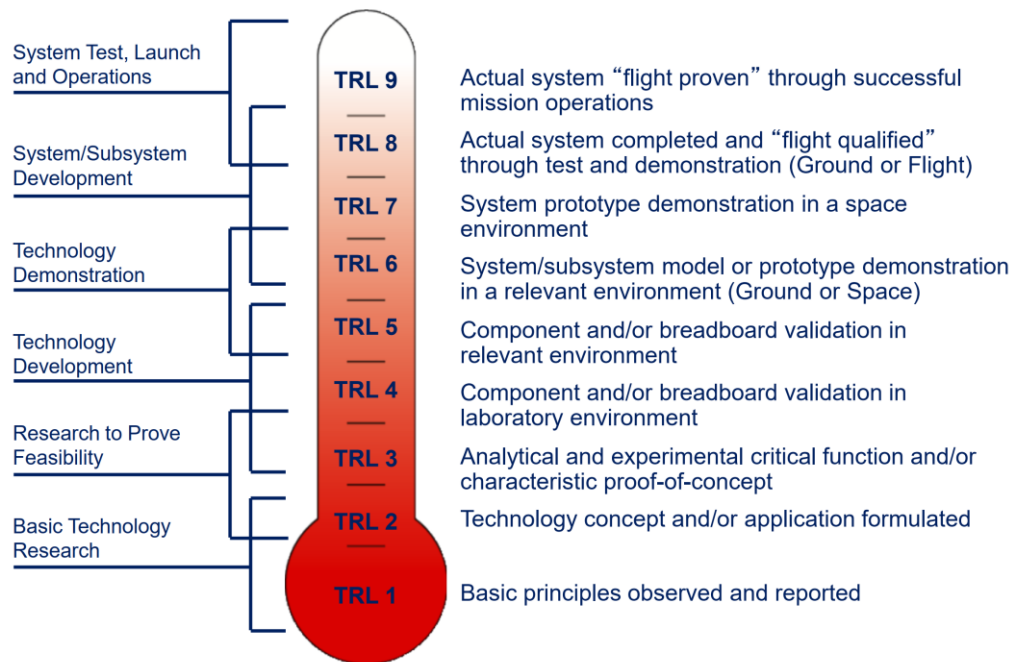 System Test, Launch
and Operations
System/Subsystem
Development
Technology
Demonstration
Technology
Development
Research to Prove
Feasibility
Basic Technology
Research
TRL 9
TRL 8
TRL 7
TRL 6
TRL 5
TRL 4
TRL 3
TRL 2
TRL 1
Actual system “flight proven” through successful
mission operations
Actual system completed and “flight qualified”
through test and demonstration (Ground or Flight)
System prototype demonstration in a space
environment
System/subsystem model or prototype demonstration
in a relevant environment (Ground or Space)
Component and/or breadboard validation in
relevant environment
Component and/or breadboard validation in
laboratory environment
Analytical and experimental critical function and/or
characteristic proof-of-concept
Technology concept and/or application formulated
Basic principles observed and reported